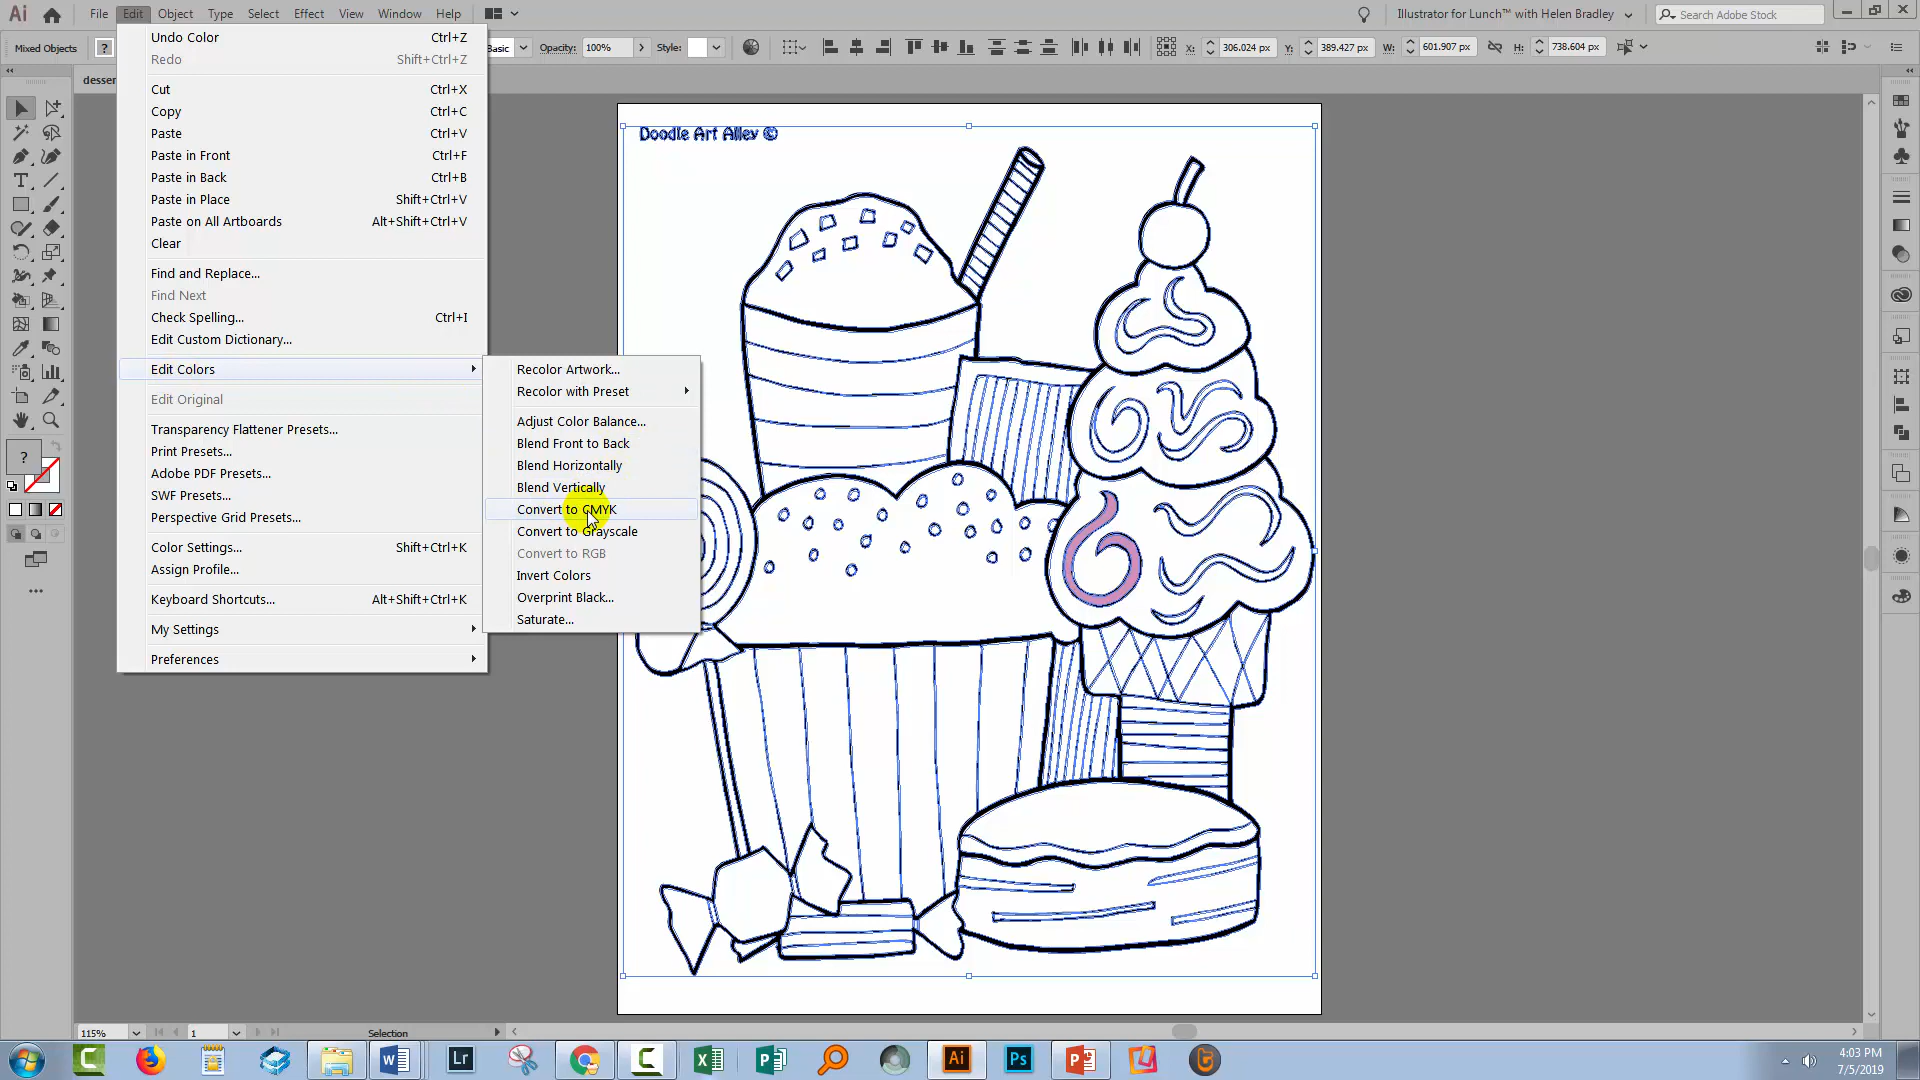 Ai File Edit Object Type Select Effect View Window Help Illustrator for Lunch™ with Helen Bradley Search Adobe Stock
Mixed Objects ? Basic Opacity: 100% Style: X: 306.024 px Y: 389.427 px W: 601.907 px H: 738.604 px
desser
Undo Color Ctrl+Z
Redo Shift+Ctrl+Z
Cut Ctrl+X
Copy Ctrl+C
Paste Ctrl+V
Paste in Front Ctrl+F
Paste in Back Ctrl+B
Paste in Place Shift+Ctrl+V
Paste on All Artboards Alt+Shift+Ctrl+V
Clear
Find and Replace...
Find Next
Check Spelling... Ctrl+I
Edit Custom Dictionary...
Edit Colors
Edit Original
Transparency Flattener Presets...
Print Presets...
Adobe PDF Presets...
SWF Presets...
Perspective Grid Presets...
Color Settings... Shift+Ctrl+K
Assign Profile...
Keyboard Shortcuts... Alt+Shift+Ctrl+K
My Settings
Preferences
Recolor Artwork...
Recolor with Preset
Adjust Color Balance...
Blend Front to Back
Blend Horizontally
Blend Vertically
Convert to CMYK
Convert to Grayscale
Convert to RGB
Invert Colors
Overprint Black...
Saturate...
Doodle Art Alley ©
?
115% 1 Selection
Lr Ai Ps
4:03 PM
7/5/2019